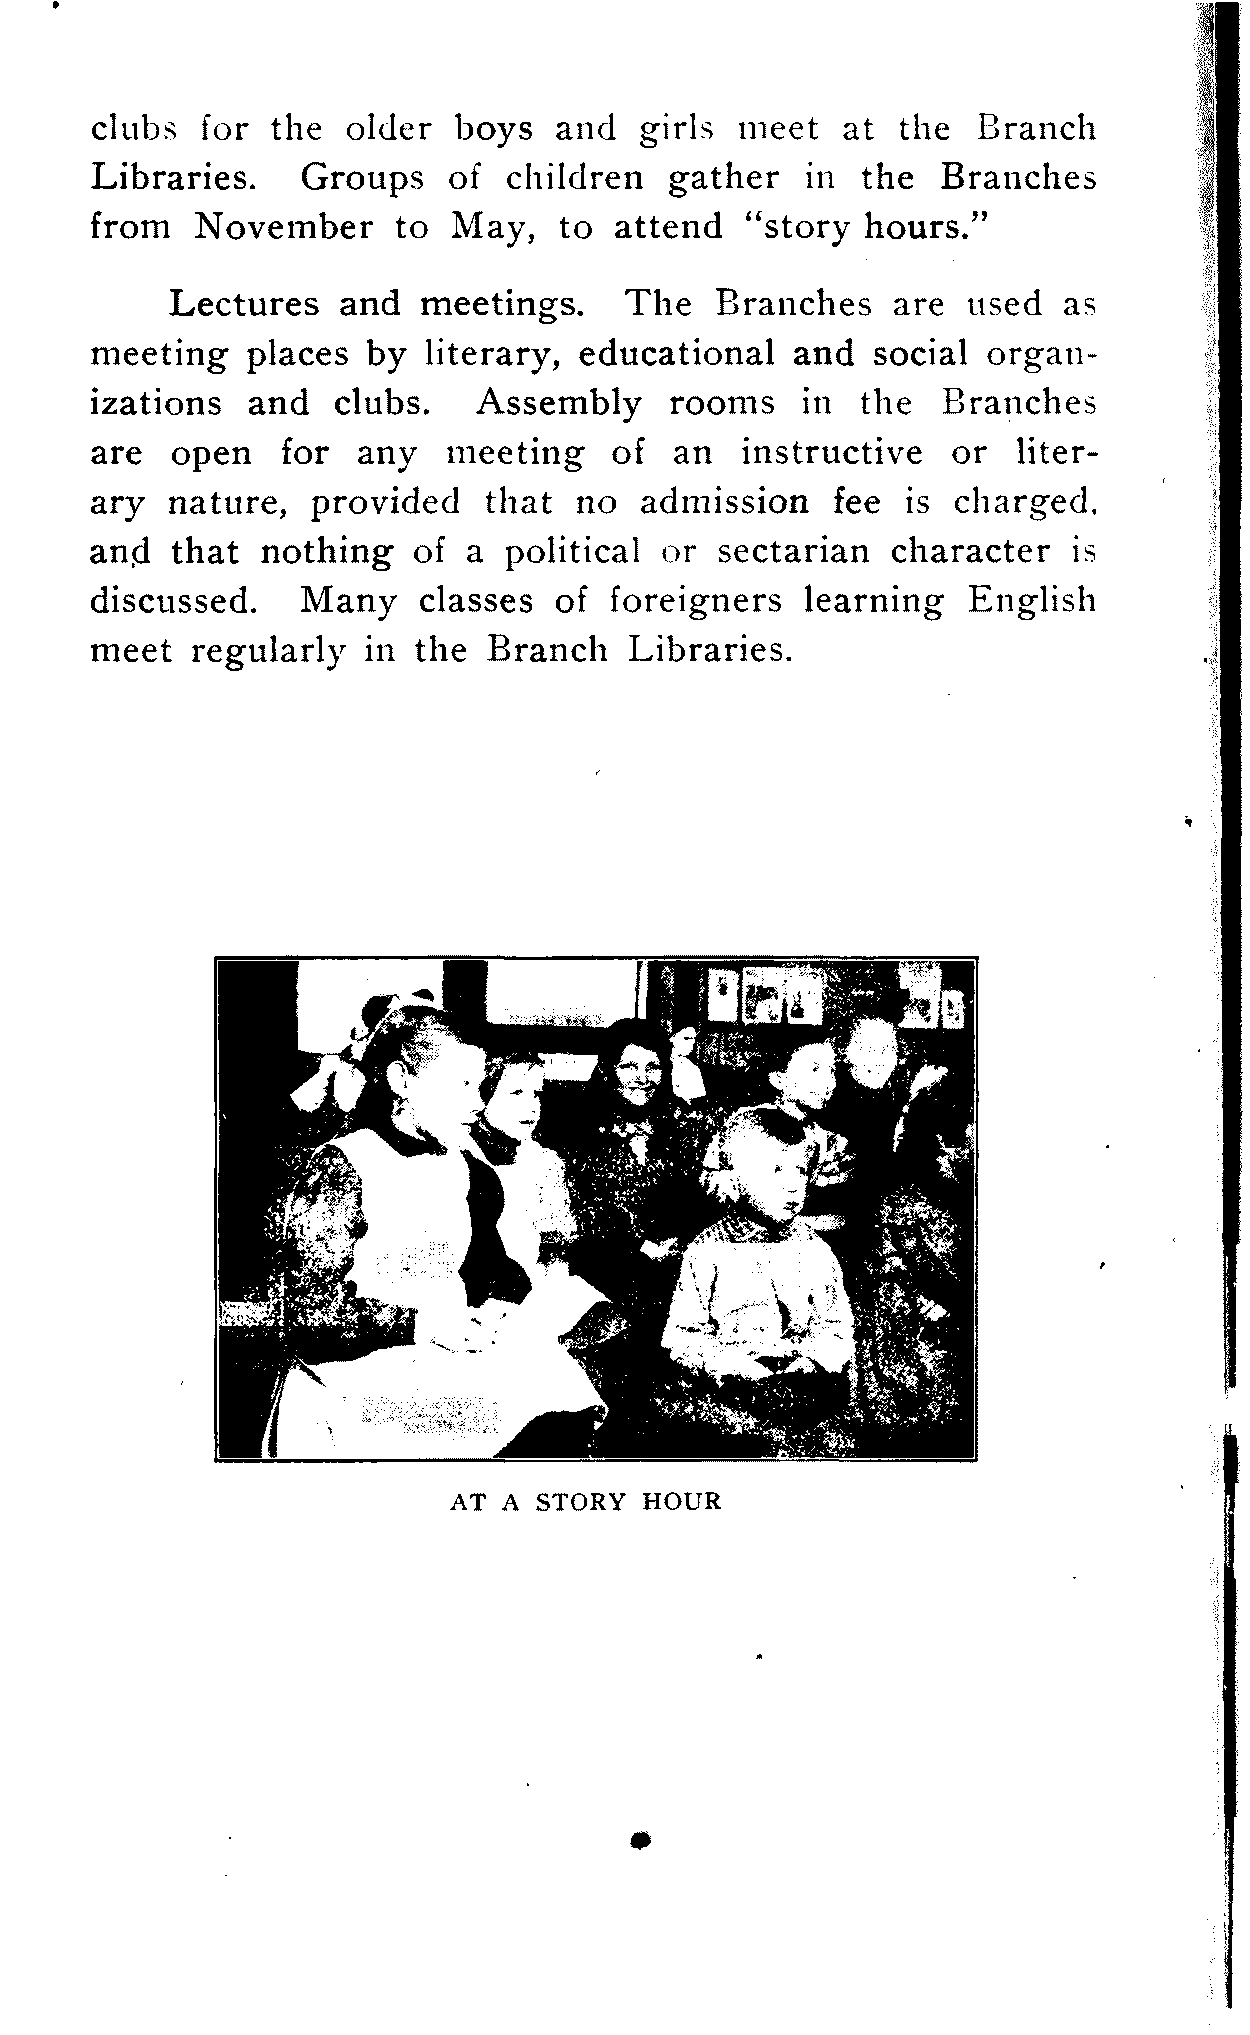 clubs for the older boys and girls meet at the Branch
Libraries. Groups of children gather in the Branches
from November to May, to attend “story hours.”
Lectures and meetings. The Branches are used as
meeting places by literary, educational and social organ-
izations and clubs. Assembly rooms in the Branches
are open for any meeting of an instructive or liter-
ary nature, provided that no admission fee is charged,
and that nothing of a political or sectarian character is
discussed. Many classes of foreigners learning English
meet regularly in the Branch Libraries.
AT A STORY HOUR